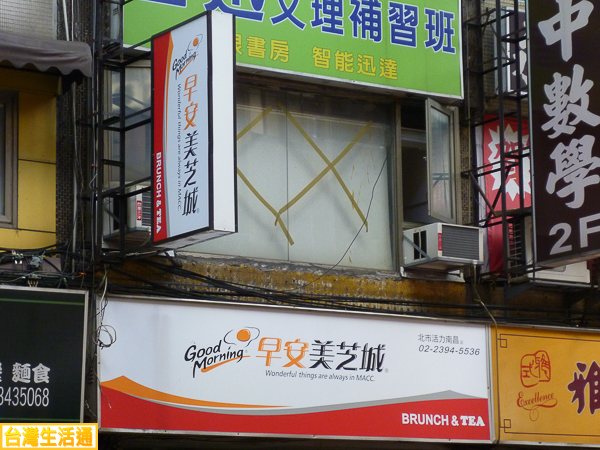 文理補習班
書房 智能迅達
Good Morning
早安美芝城
Wonderful things are always in MACC.
BRUNCH & TEA
中數學
2F
Good Morning
早安美芝城
Wonderful things are always in MACC.
北市活力南昌
02-2394-5536
BRUNCH & TEA
麵食
3435068
雅
式
Excellence
雅
台灣生活通